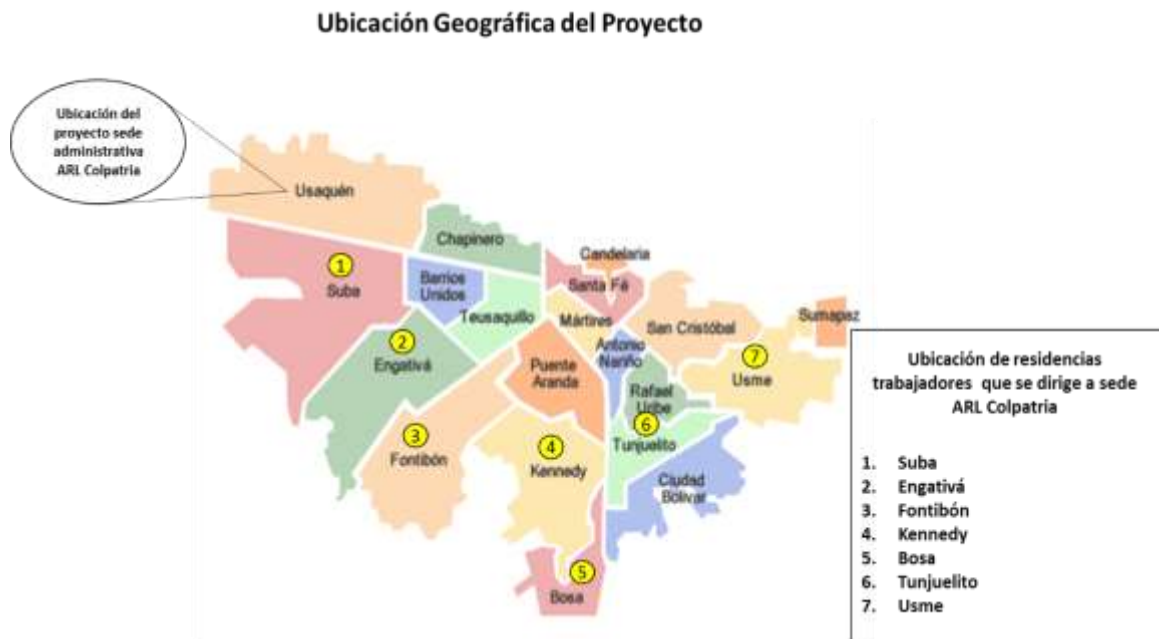 Ubicación Geográfica del Proyecto
Ubicación del
proyecto sede
administrativa
ARL Colpatria
Usaquén
Chapinero
Candelaria
1
Suba
Barrios
Unidos
Santa Fé
Teusaquillo
Mártires
San Cristóbal
Sumapaz
2
Engativá
Puente
Aranda
Antonio
Nariño
7
Usme
Rafael
Uribe
3
Fontibón
4
Kennedy
6
Tunjuelito
Ciudad
Bolívar
5
Bosa
Ubicación de residencias
trabajadores que se dirige a sede
ARL Colpatria
1. Suba
2. Engativá
3. Fontibón
4. Kennedy
5. Bosa
6. Tunjuelito
7. Usme